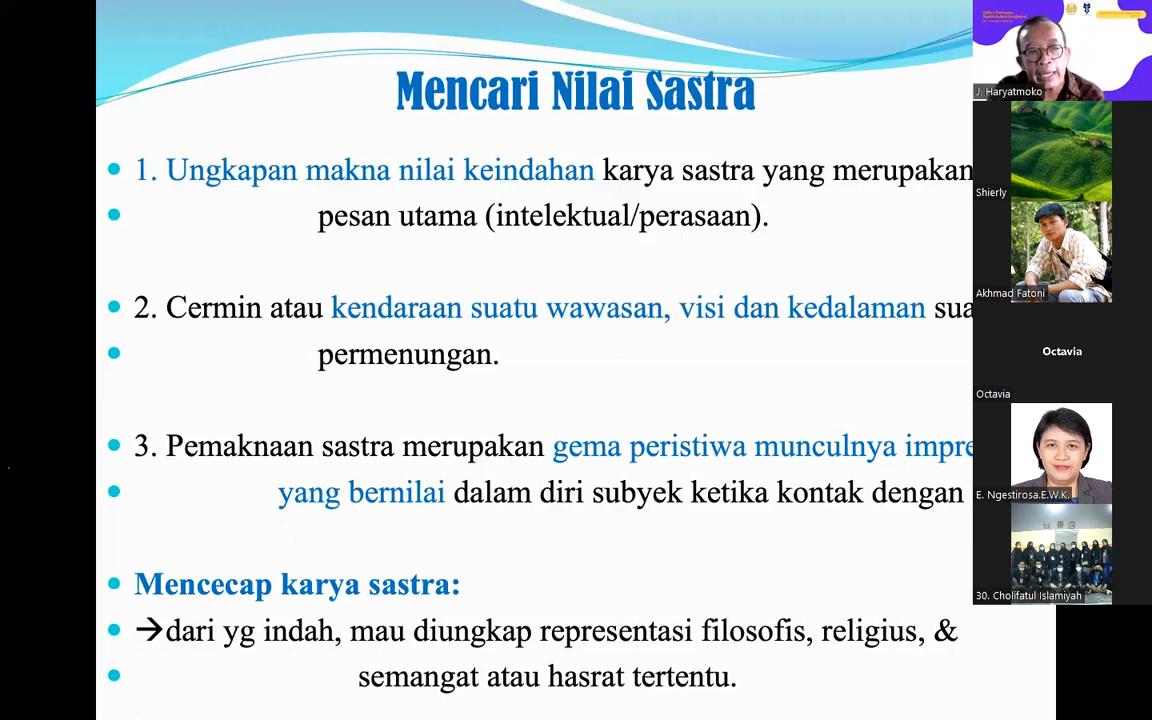 Mencari Nilai Sastra
1. Ungkapan makna nilai keindahan karya sastra yang merupakan
pesan utama (intelektual/perasaan).
2. Cermin atau kendaraan suatu wawasan, visi dan kedalaman sua
permenungan.
3. Pemaknaan sastra merupakan gema peristiwa munculnya impre
yang bernilai dalam diri subyek ketika kontak dengan
Mencecap karya sastra:
→dari yg indah, mau diungkap representasi filosofis, religius, &
semangat atau hasrat tertentu.
J. Haryatmoko
Shierly
Akhmad Fatoni
Octavia
Octavia
E. Ngestirosa.E.W.K.
30. Cholifatul Islamiyah